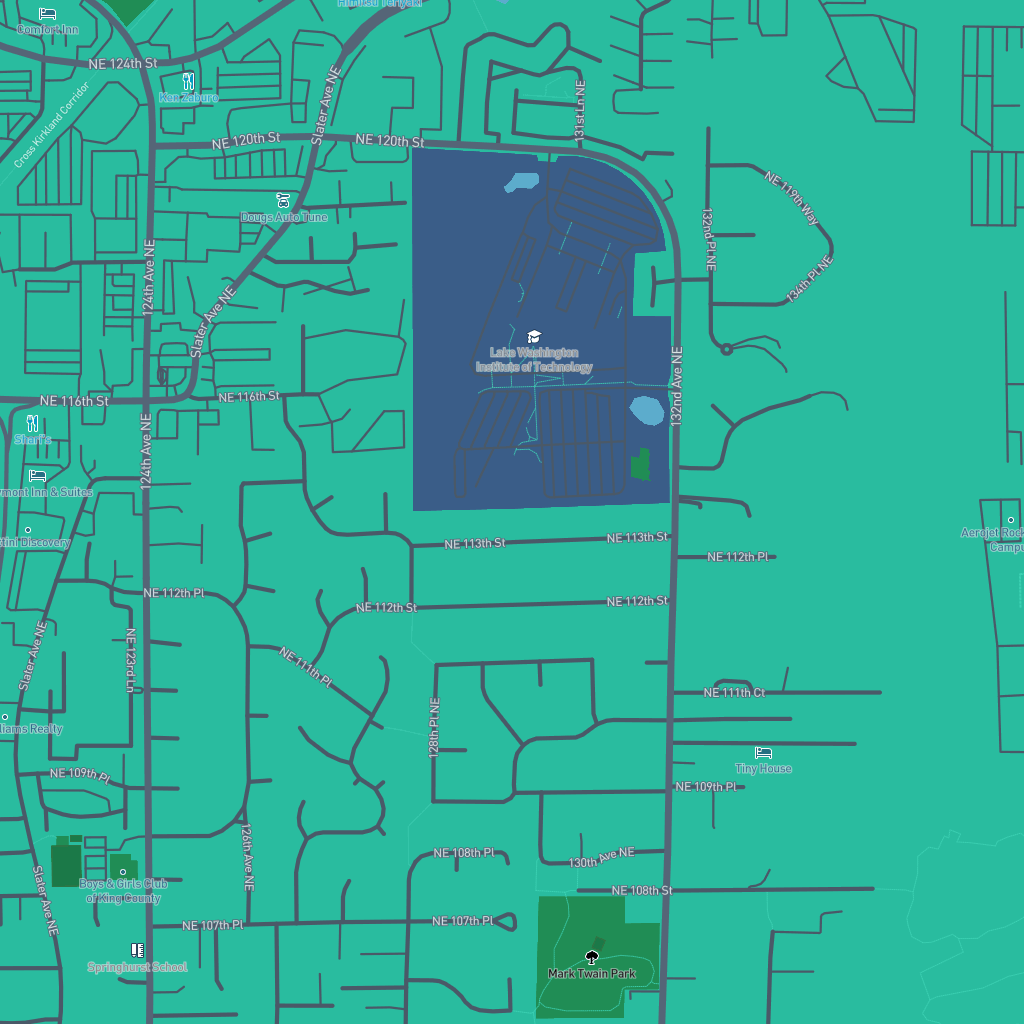 Himitsu Teriyaki
Comfort Inn
NE 124th St
Ken Zaburo
Slater Ave NE
131st Ln NE
Cross Kirkland Corridor
NE 120th St
NE 120th St
NE 119th Way
Dougs Auto Tune
132nd Pl NE
124th Ave NE
134th Pl NE
Slater Ave NE
Lake Washington
Institute of Technology
132nd Ave NE
NE 116th St
NE 116th St
Sharf's
124th Ave NE
mont Inn & Suites
ttini Discovery
NE 113th St
NE 113th St
Aerojet Roc
Campu
NE 112th Pl
NE 112th Pl
NE 112th St
NE 112th St
Slater Ave NE
NE 123rd Ln
NE 111th Pl
NE 111th Ct
liams Realty
128th Pl NE
Tiny House
NE 109th Pl
NE 109th Pl
126th Ave NE
NE 108th Pl
130th Ave NE
Slater Ave NE
Boys & Girls Club
of King County
NE 108th St
NE 107th Pl
NE 107th Pl
Springhurst School
Mark Twain Park